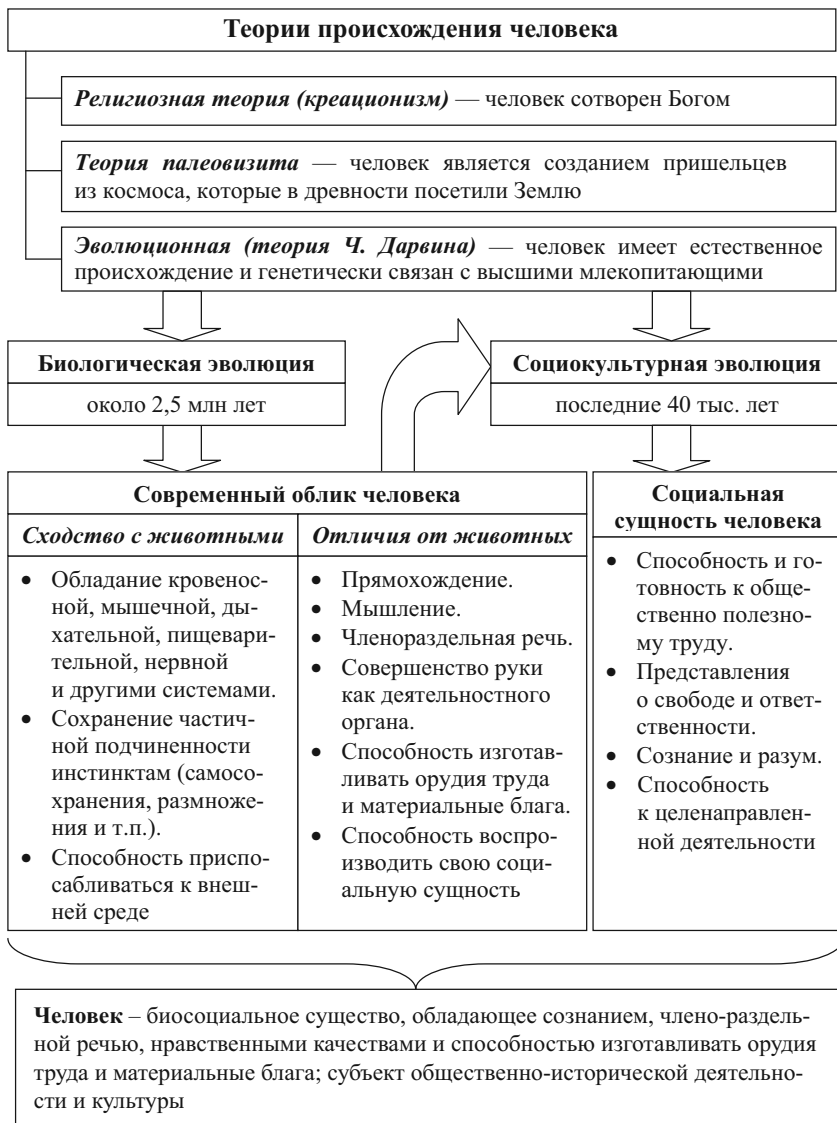 Теории происхождения человека
Религиозная теория (креационизм) — человек сотворен Богом
Теория палеовизита — человек является созданием пришельцев
из космоса, которые в древности посетили Землю
Эволюционная (теория Ч. Дарвина) — человек имеет естественное
происхождение и генетически связан с высшими млекопитающими
Биологическая эволюция
около 2,5 млн лет
Социокультурная эволюция
последние 40 тыс. лет
Современный облик человека
Сходство с животными
• Обладание кровенос-
ной, мышечной, ды-
хательной, пищевари-
тельной, нервной
и другими системами.
• Сохранение частич-
ной подчиненности
инстинктам (самосо-
хранения, размноже-
ния и т.п.).
• Способность приспо-
сабливаться к внеш-
ней среде
Отличия от животных
• Прямохождение.
• Мышление.
• Членораздельная речь.
• Совершенство руки
как деятельностного
органа.
• Способность изготав-
ливать орудия труда
и материальные блага.
• Способность воспро-
изводить свою соци-
альную сущность
Социальная
сущность человека
• Способность и го-
товность к обще-
ственно полезно-
му труду.
• Представления
о свободе и ответ-
ственности.
• Сознание и разум.
• Способность
к целенаправлен-
ной деятельности
Человек – биосоциальное существо, обладающее сознанием, члено-раздель-
ной речью, нравственными качествами и способностью изготавливать орудия
труда и материальные блага; субъект общественно-исторической деятельно-
сти и культуры